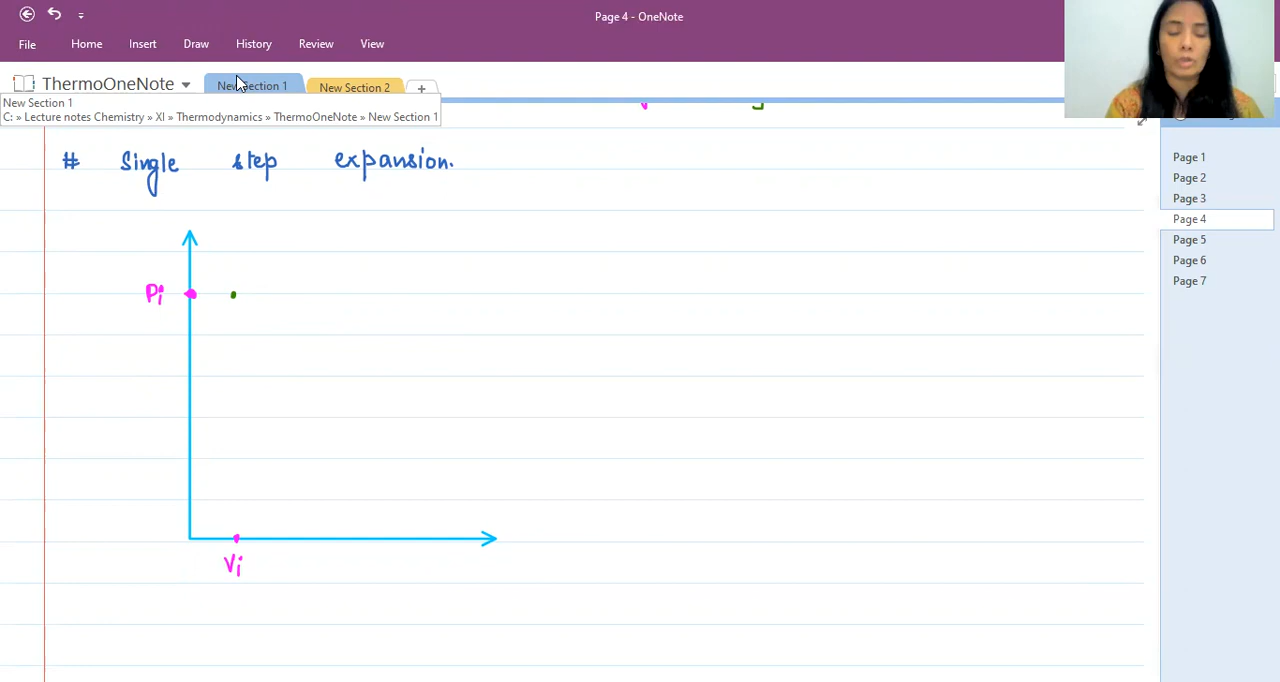 Page 4 - OneNote
File Home Insert Draw History Review View
ThermoOneNote New Section 1 New Section 2 +
New Section 1
C: » Lecture notes Chemistry » XI » Thermodynamics » ThermoOneNote » New Section 1
# Single step expansion.
Pi
Vi
Page 1
Page 2
Page 3
Page 4
Page 5
Page 6
Page 7